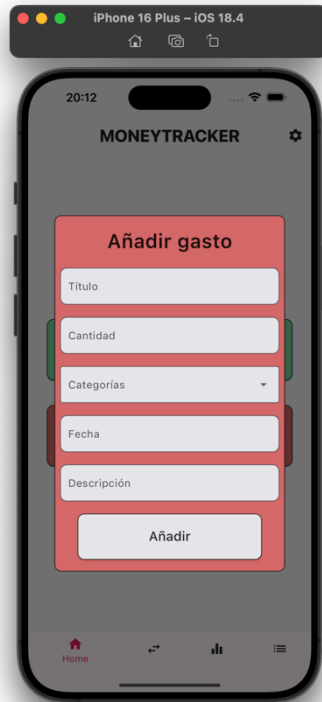 iPhone 16 Plus – iOS 18.4
20:12
MONEYTRACKER
Añadir gasto
Título
Cantidad
Categorías
Fecha
Descripción
Añadir
Home